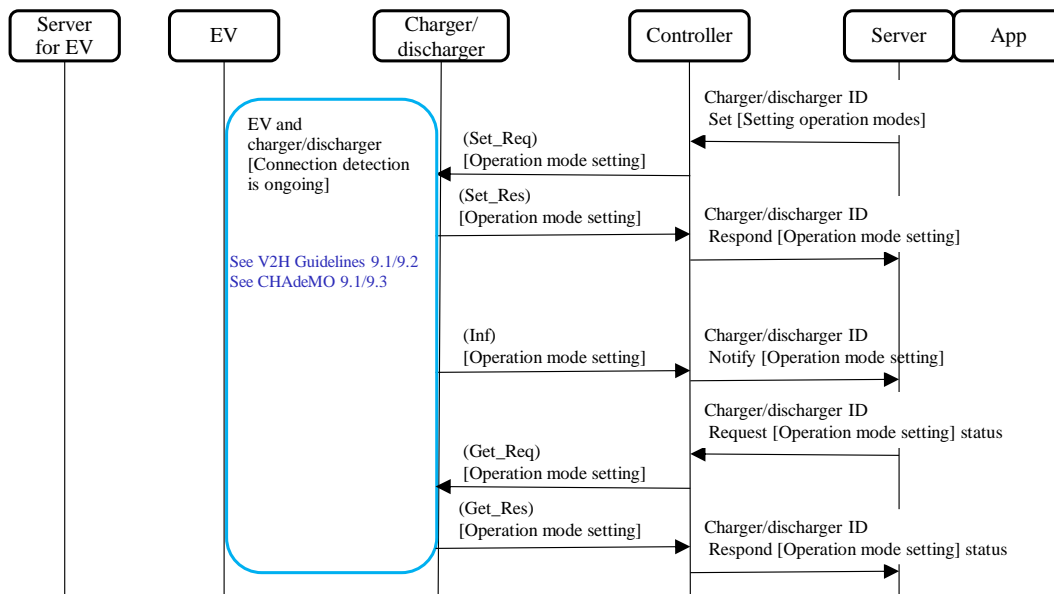 Server
for EV
EV
Charger/
discharger
Controller
Server
App
Charger/discharger ID
Set [Setting operation modes]
EV and
charger/discharger
[Connection detection
is ongoing]
(Set_Req)
[Operation mode setting]
(Set_Res)
[Operation mode setting]
Charger/discharger ID
Respond [Operation mode setting]
See V2H Guidelines 9.1/9.2
See CHAdeMO 9.1/9.3
(Inf)
[Operation mode setting]
Charger/discharger ID
Notify [Operation mode setting]
Charger/discharger ID
Request [Operation mode setting] status
(Get_Req)
[Operation mode setting]
(Get_Res)
[Operation mode setting]
Charger/discharger ID
Respond [Operation mode setting] status